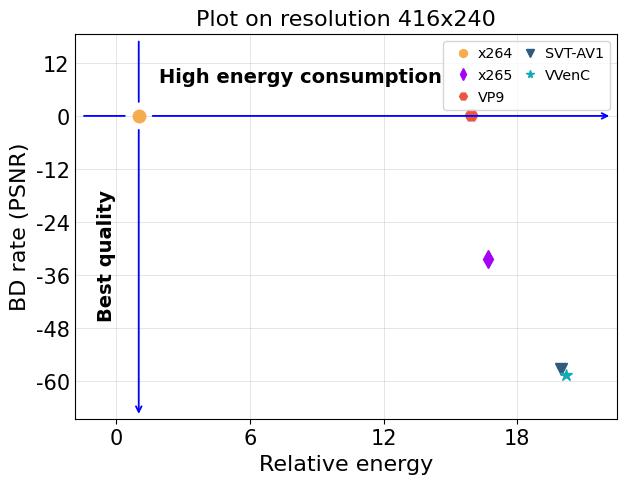 Plot on resolution 416x240
x264
x265
VP9
SVT-AV1
VVenC
High energy consumption
Best quality
BD rate (PSNR)
12
0
-12
-24
-36
-48
-60
0 6 12 18
Relative energy